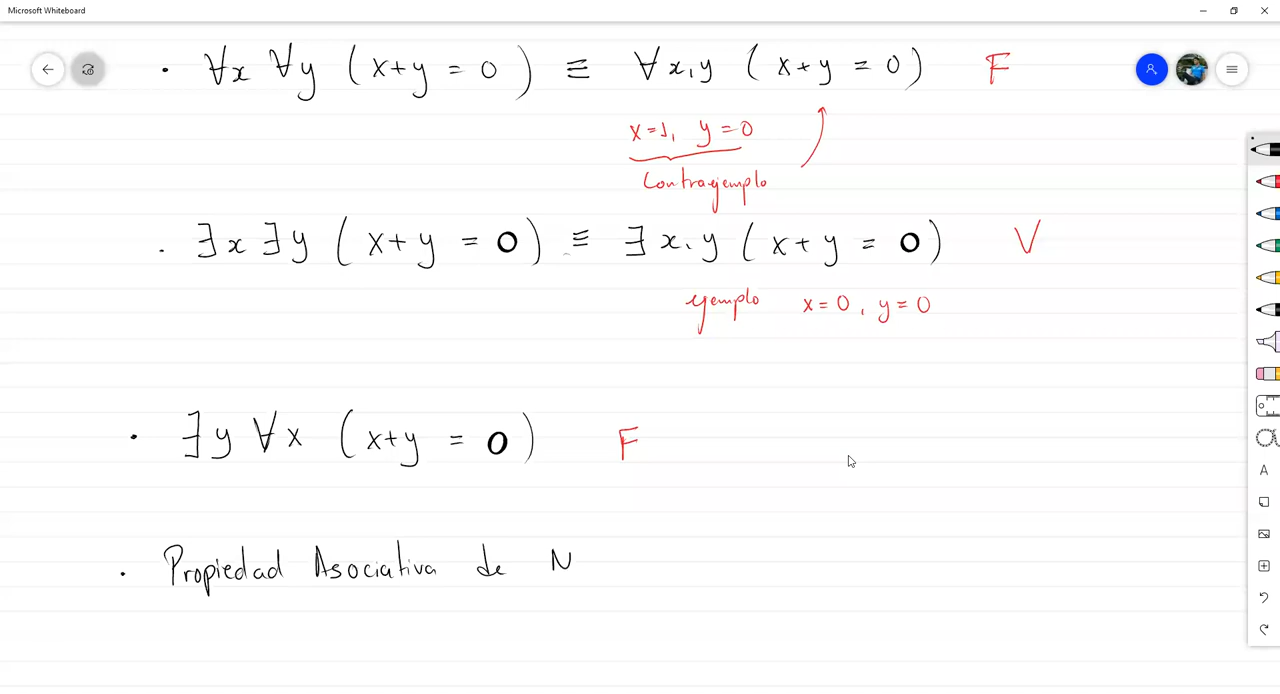 Microsoft Whiteboard
· ∀x ∀y (x+y = 0) ≡ ∀x,y (x+y = 0) F
x=1, y=0
Contraejemplo
. ∃x ∃y (x+y = 0) ≡ ∃x,y (x+y = 0) V
ejemplo x=0, y=0
· ∃y ∀x (x+y = 0) F
. Propiedad Asociativa de N
A